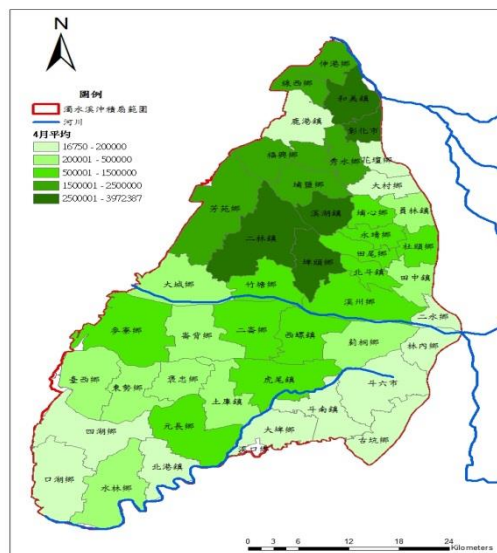 N
圖例
濁水溪沖積扇範圍
河川
4月平均
16750 - 200000
200001 - 500000
500001 - 1500000
1500001 - 2500000
2500001 - 3972387
伸港鄉
線西鄉
和美鎮
鹿港鎮
彰化市
福興鄉
秀水鄉
花壇鄉
埔鹽鄉
大村鄉
芳苑鄉
溪湖鎮
埔心鄉
員林鎮
二林鎮
永靖鄉
社頭鄉
埤頭鄉
田尾鄉
大城鄉
竹塘鄉
北斗鎮
田中鎮
溪州鄉
二水鄉
麥寮鄉
崙背鄉
二崙鄉
西螺鎮
莿桐鄉
林內鄉
臺西鄉
東勢鄉
褒忠鄉
土庫鎮
虎尾鎮
斗六市
四湖鄉
元長鄉
斗南鎮
大埤鄉
古坑鄉
口湖鄉
水林鄉
北港鎮
溪口鄉
0 2 4 8 12 16 20 24
Kilometers